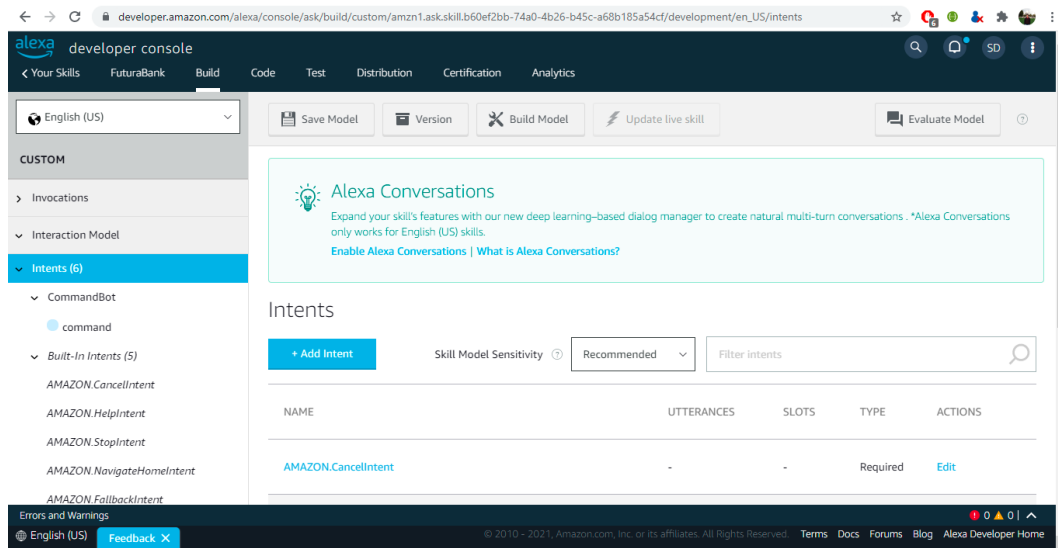 developer.amazon.com/alexa/console/ask/build/custom/amzn1.ask.skill.b60ef2bb-74a0-4b26-b45c-a68b185a54cf/development/en_US/intents
6
alexa developer console
SD
Your Skills FuturaBank Build Code Test Distribution Certification Analytics
English (US)
Save Model Version Build Model Update live skill Evaluate Model ?
CUSTOM
Invocations
Interaction Model
Intents (6)
CommandBot
command
Built-In Intents (5)
AMAZON.CancelIntent
AMAZON.HelpIntent
AMAZON.StopIntent
AMAZON.NavigateHomeIntent
AMAZON.FallbackIntent
Alexa Conversations
Expand your skill's features with our new deep learning–based dialog manager to create natural multi-turn conversations . *Alexa Conversations
only works for English (US) skills.
Enable Alexa Conversations | What is Alexa Conversations?
Intents
+ Add Intent Skill Model Sensitivity ? Recommended Filter intents
NAME UTTERANCES SLOTS TYPE ACTIONS
AMAZON.CancelIntent - - Required Edit
Errors and Warnings ! 0 0 |
English (US) Feedback X © 2010 - 2021, Amazon.com, Inc. or its affiliates. All Rights Reserved. Terms Docs Forums Blog Alexa Developer Home